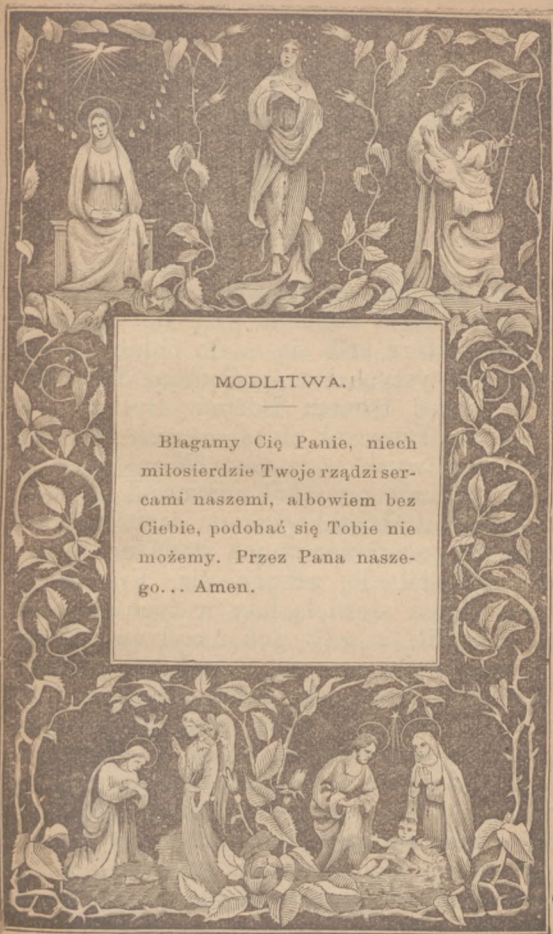 MODLITWA.
Błagamy Cię Panie, niech
miłosierdzie Twoje rządzi ser-
cami naszemi, albowiem bez
Ciebie, podobać się Tobie nie
możemy. Przez Pana nasze-
go... Amen.